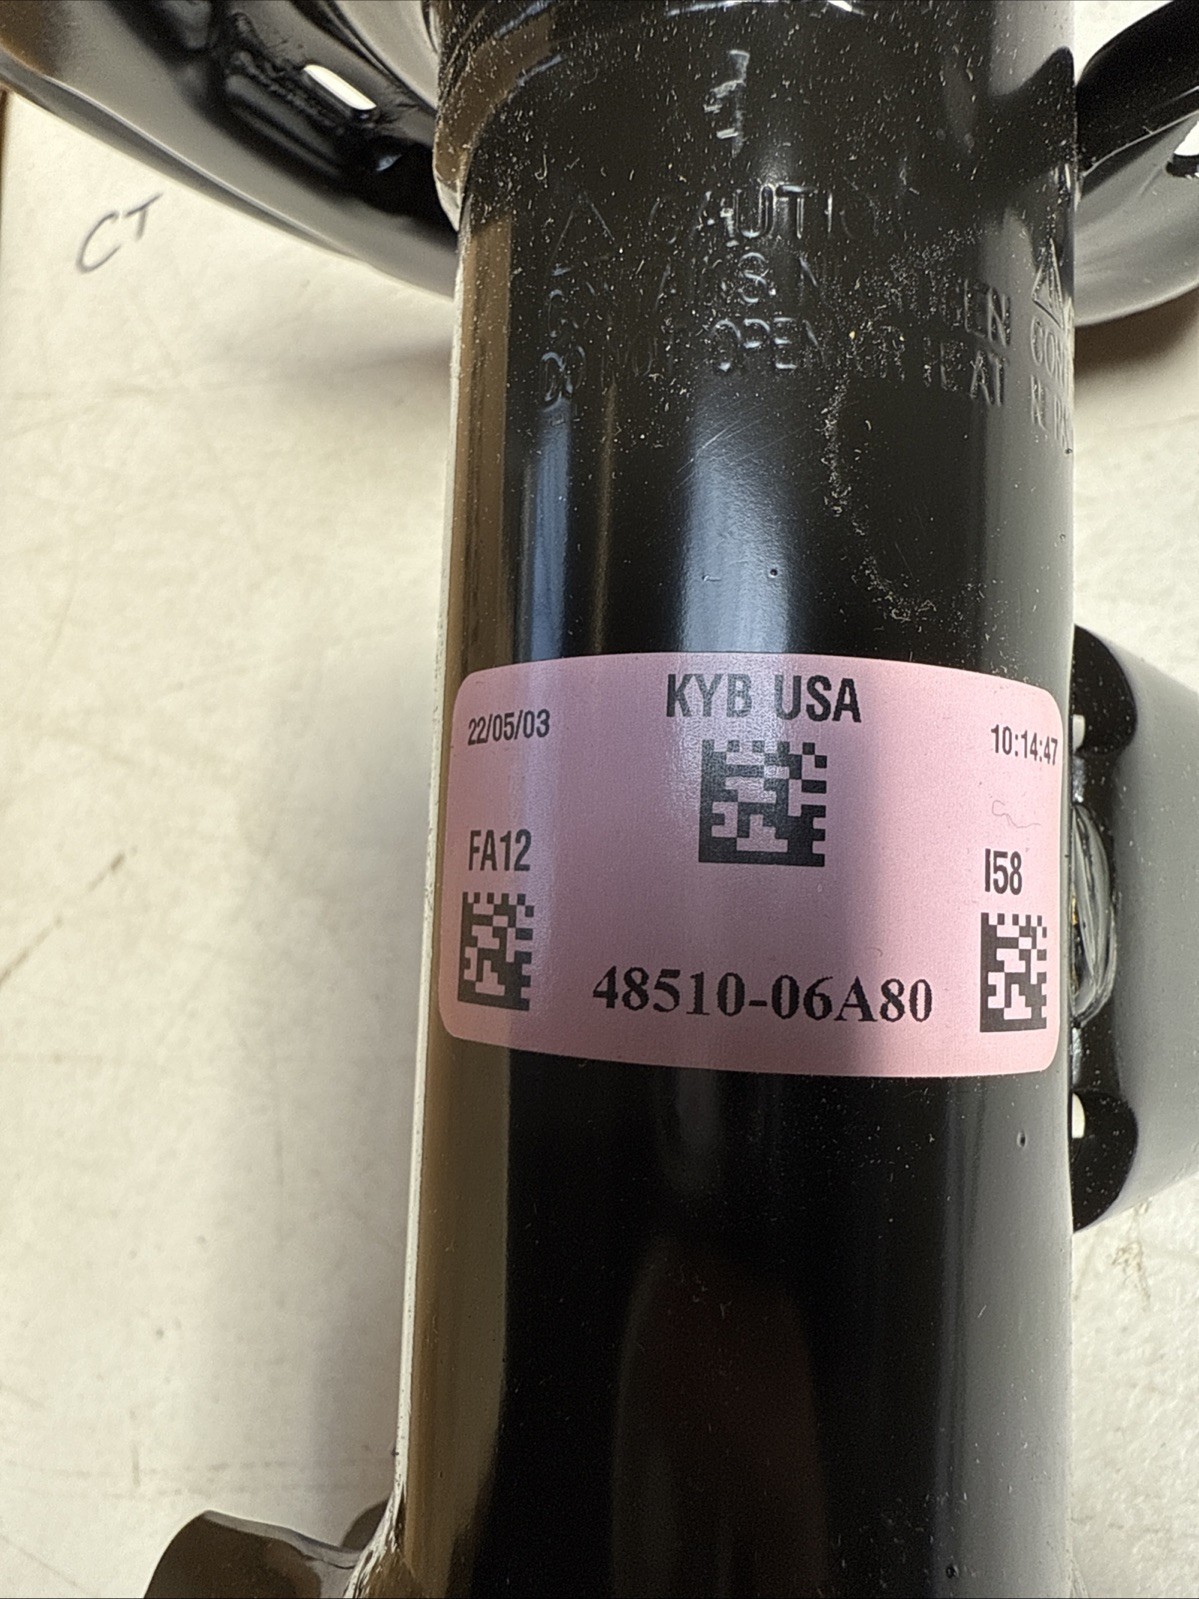 CT
CAUTION
DO NOT OPEN OR HEAT
KYB USA
22/05/03
10:14:47
FA12
I58
48510-06A80